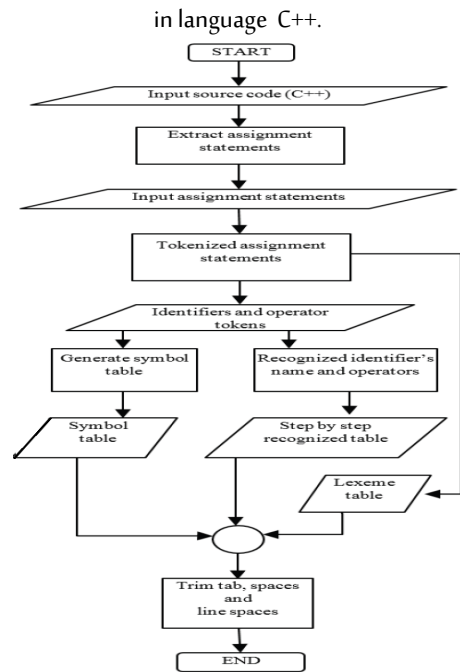 in language C++.
START
Input source code (C++)
Extract assignment
statements
Input assignment statements
Tokenized assignment
statements
Identifiers and operator
tokens
Generate symbol
table
Recognized identifier's
name and operators
Symbol
table
Step by step
recognized table
Lexeme
table
Trim tab, spaces
and
line spaces
END